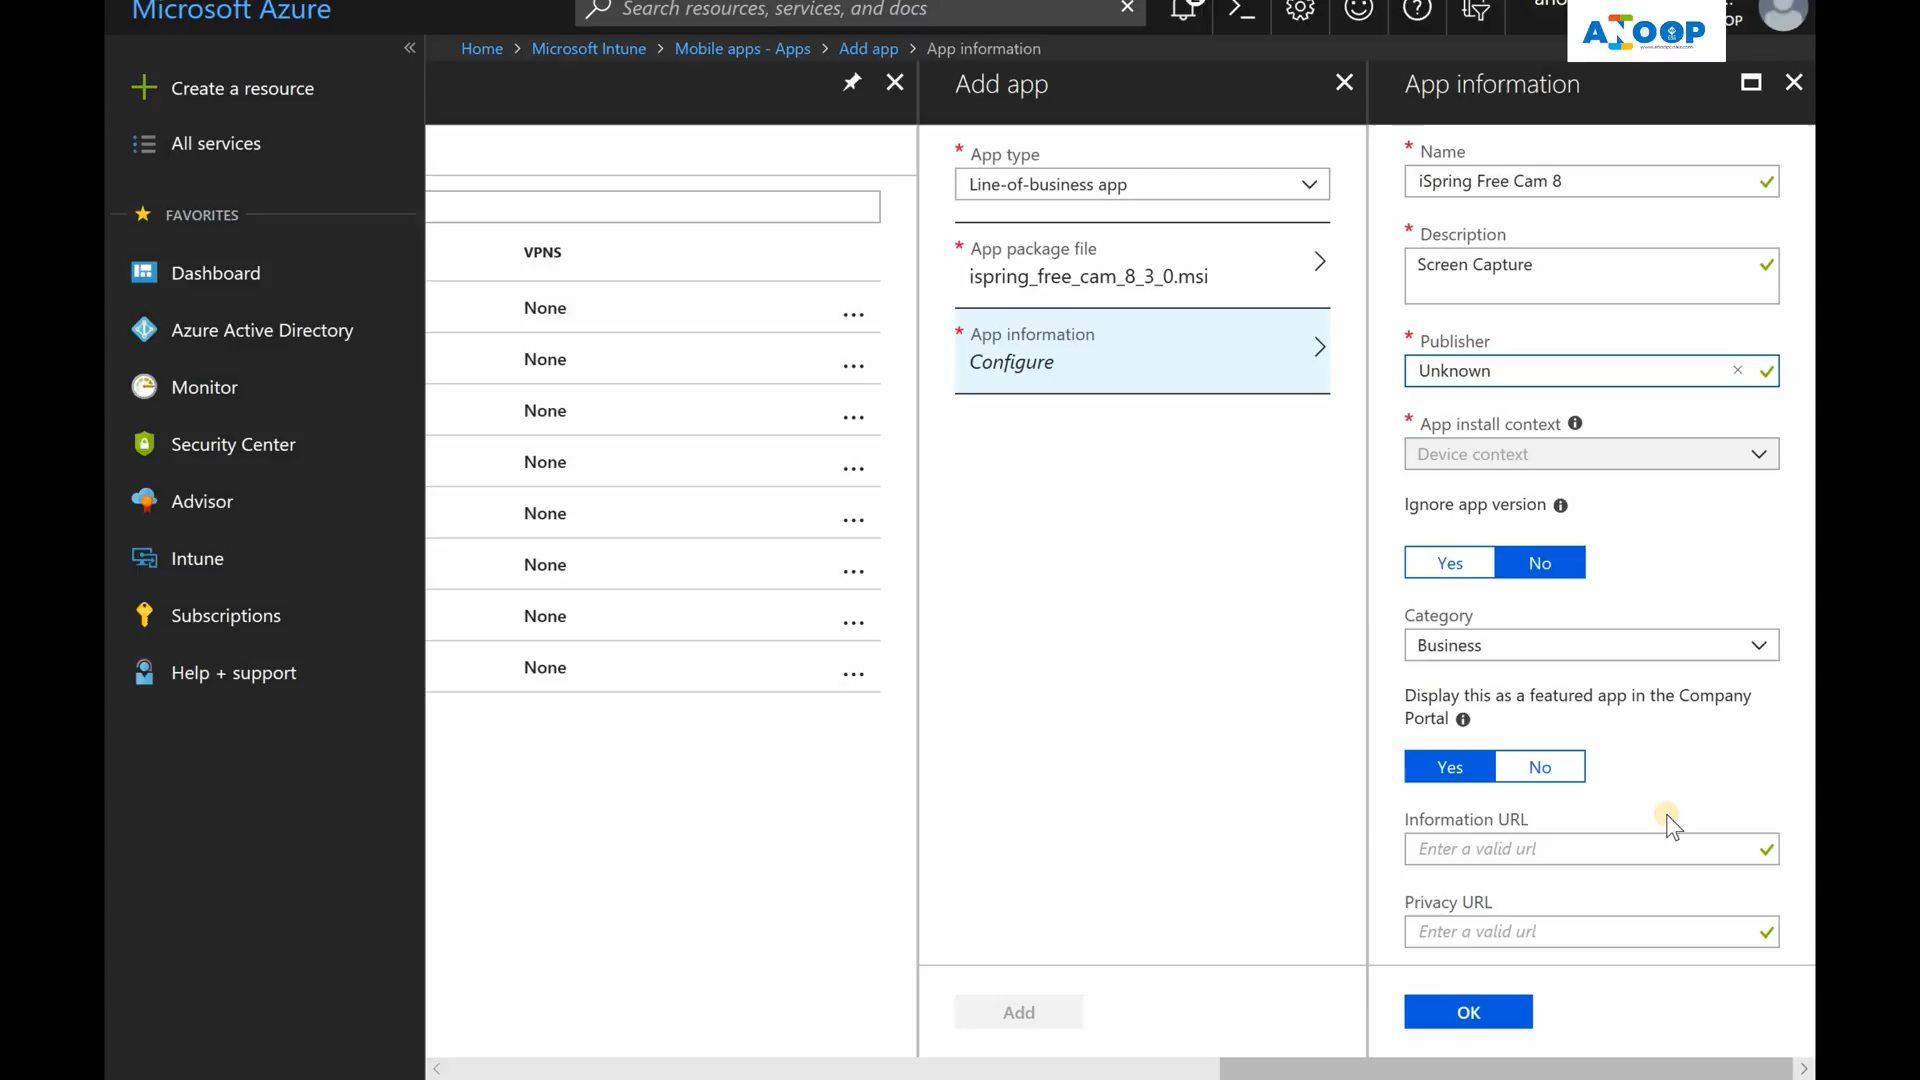 Microsoft Azure
Search resources, services, and docs
ANOOP
OP
Home > Microsoft Intune > Mobile apps - Apps > Add app > App information
Create a resource
All services
FAVORITES
Dashboard
Azure Active Directory
Monitor
Security Center
Advisor
Intune
Subscriptions
Help + support
VPNS
None
None
None
None
None
None
None
None
Add app
* App type
Line-of-business app
* App package file
ispring_free_cam_8_3_0.msi
* App information
Configure
Add
App information
* Name
iSpring Free Cam 8
* Description
Screen Capture
* Publisher
Unknown
* App install context
Device context
Ignore app version
Yes No
Category
Business
Display this as a featured app in the Company
Portal
Yes No
Information URL
Enter a valid url
Privacy URL
Enter a valid url
OK